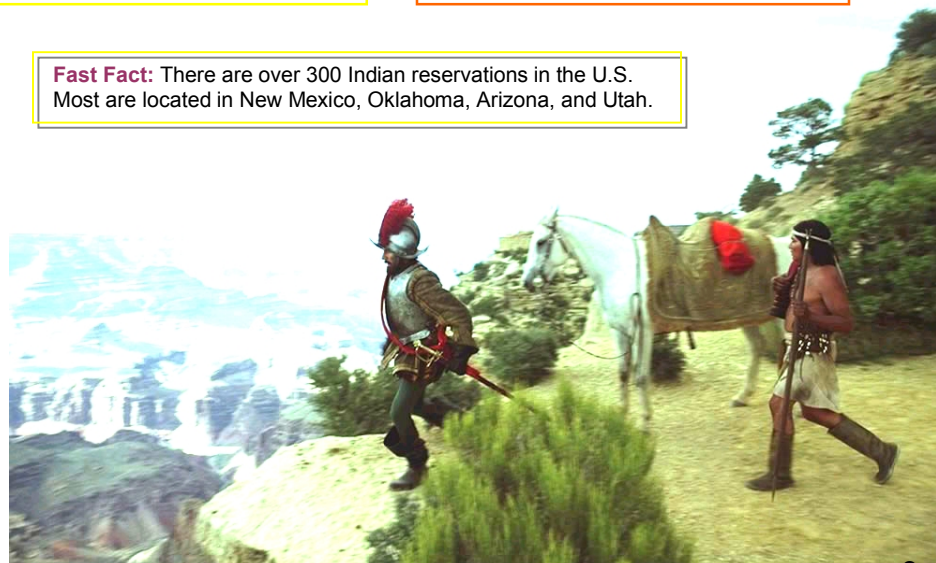 Fast Fact: There are over 300 Indian reservations in the U.S.
Most are located in New Mexico, Oklahoma, Arizona, and Utah.